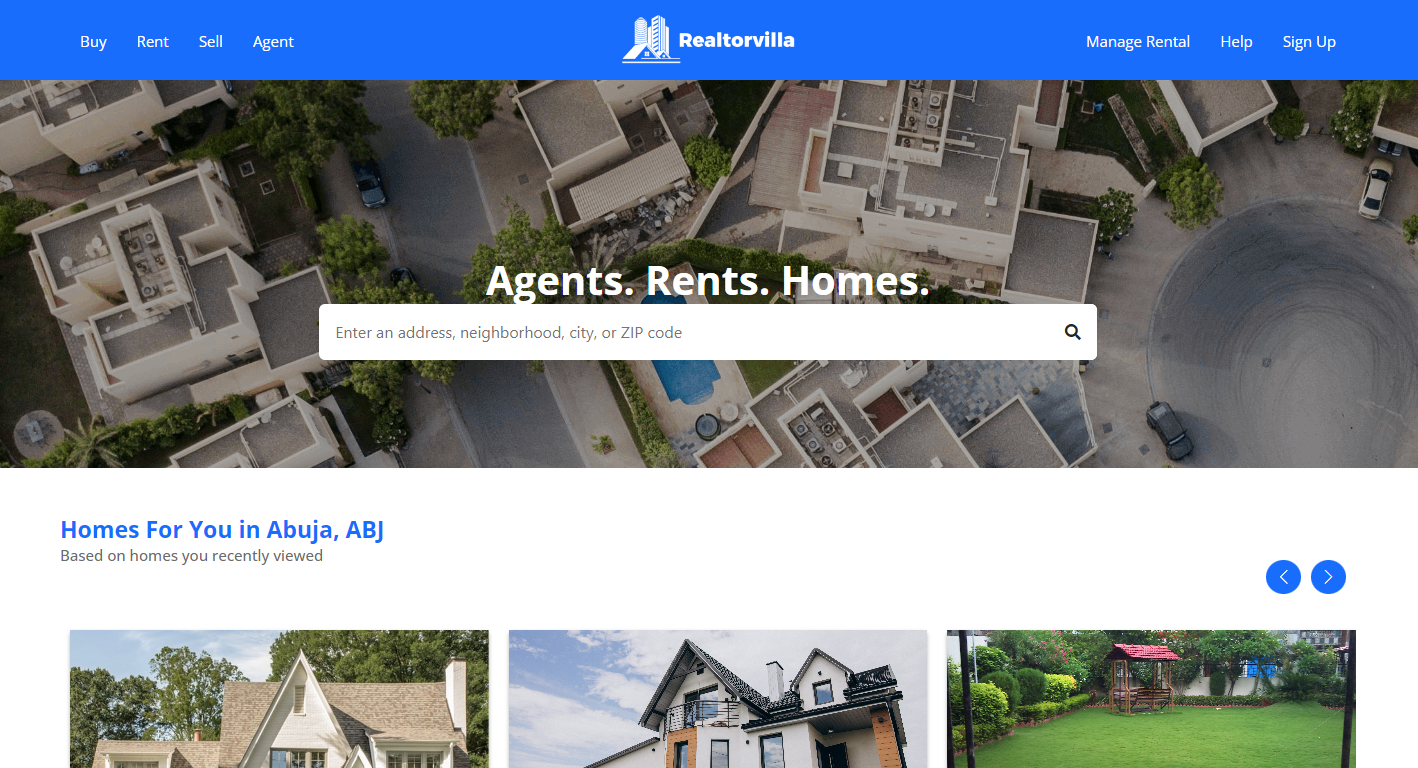 Buy Rent Sell Agent Realtorvilla Manage Rental Help Sign Up
Agents. Rents. Homes.
Enter an address, neighborhood, city, or ZIP code
Homes For You in Abuja, ABJ
Based on homes you recently viewed